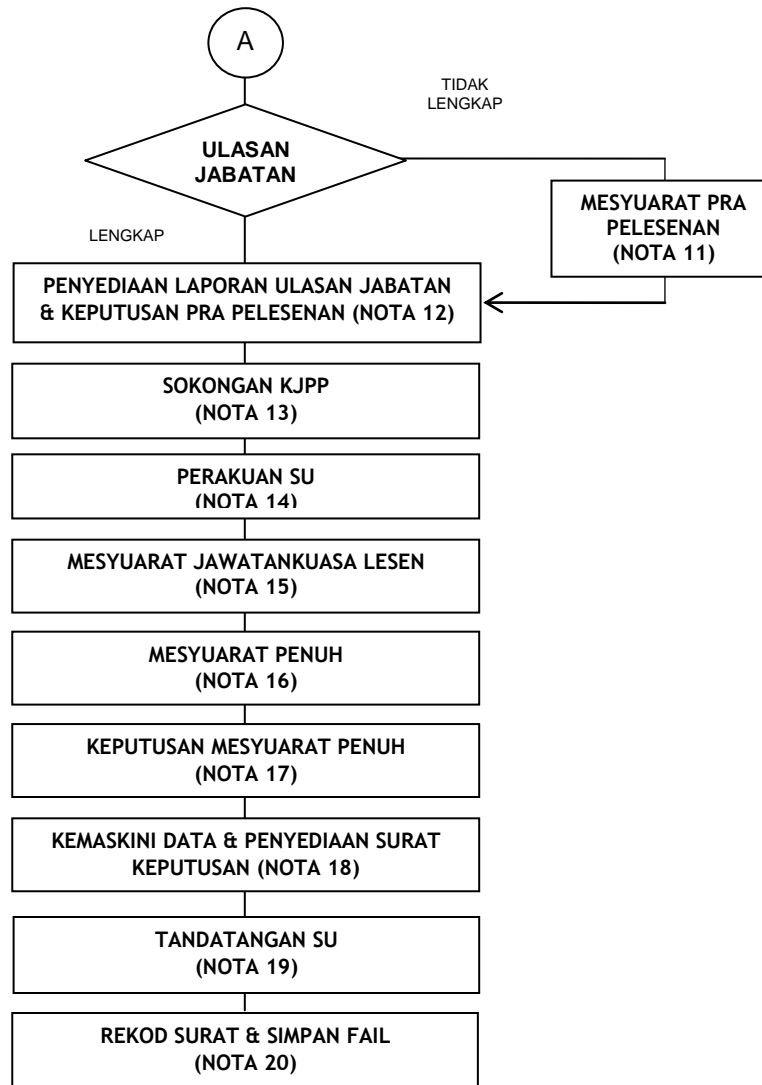 A
TIDAK
LENGKAP
ULASAN
JABATAN
MESYUARAT PRA
PELESENAN
(NOTA 11)
LENGKAP
PENYEDIAAN LAPORAN ULASAN JABATAN
& KEPUTUSAN PRA PELESENAN (NOTA 12)
SOKONGAN KJPP
(NOTA 13)
PERAKUAN SU
(NOTA 14)
MESYUARAT JAWATANKUASA LESEN
(NOTA 15)
MESYUARAT PENUH
(NOTA 16)
KEPUTUSAN MESYUARAT PENUH
(NOTA 17)
KEMASKINI DATA & PENYEDIAAN SURAT
KEPUTUSAN (NOTA 18)
TANDATANGAN SU
(NOTA 19)
REKOD SURAT & SIMPAN FAIL
(NOTA 20)